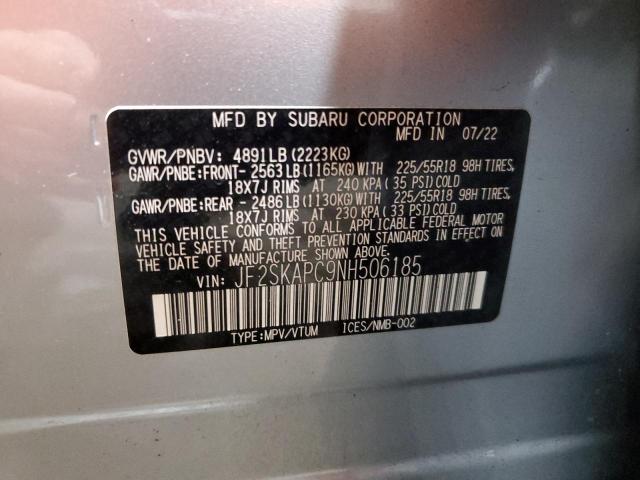 MFD BY SUBARU CORPORATION
MFD IN 07/22
GVWR/PNBV: 4891LB(2223KG)
GAWR/PNBE:FRONT- 2563LB(1165KG)WITH 225/55R18 98H TIRES,
18X7J RIMS AT 240 KPA(35 PSI)COLD
GAWR/PNBE:REAR - 2486LB(1130KG)WITH 225/55R18 98H TIRES,
18X7J RIMS AT 230 KPA(33 PSI)COLD
THIS VEHICLE CONFORMS TO ALL APPLICABLE FEDERAL MOTOR
VEHICLE SAFETY AND THEFT PREVENTION STANDARDS IN EFFECT
ON THE DATE OF MANUFACTURE SHOWN ABOVE.
VIN: JF2SKAPC9NH506185
TYPE:MPV/VTUM ICES/NMB-002